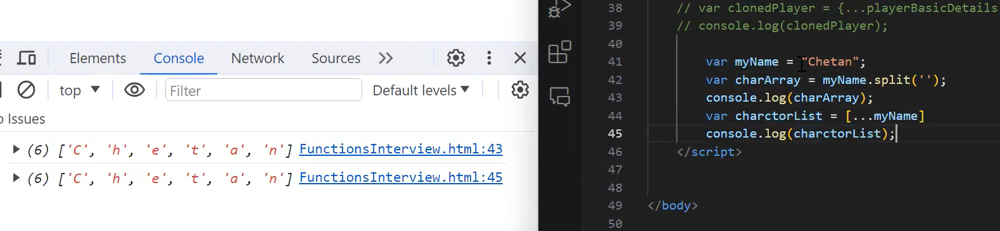 Elements Console Network Sources
top Filter Default levels
o Issues
(6) ['C', 'h', 'e', 't', 'a', 'n'] FunctionsInterview.html:43
(6) ['C', 'h', 'e', 't', 'a', 'n'] FunctionsInterview.html:45
38 // var clonedPlayer = {...playerBasicDetails
39 // console.log(clonedPlayer);
40
41 var myName = "Chetan";
42 var charArray = myName.split('');
43 console.log(charArray);
44 var charctorList = [...myName]
45 console.log(charctorList);
46 </script>
47
48
49 </body>
50